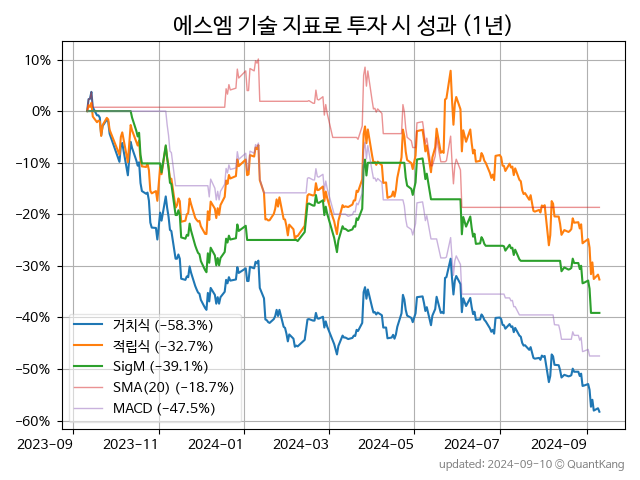 에스엠 기술 지표로 투자 시 성과 (1년)
10%
0%
−10%
−20%
−30%
−40%
−50%
−60%
거치식 (−58.3%)
적립식 (−32.7%)
SigM (−39.1%)
SMA(20) (−18.7%)
MACD (−47.5%)
2023-09 2023-11 2024-01 2024-03 2024-05 2024-07 2024-09
updated: 2024-09-10 © QuantKang